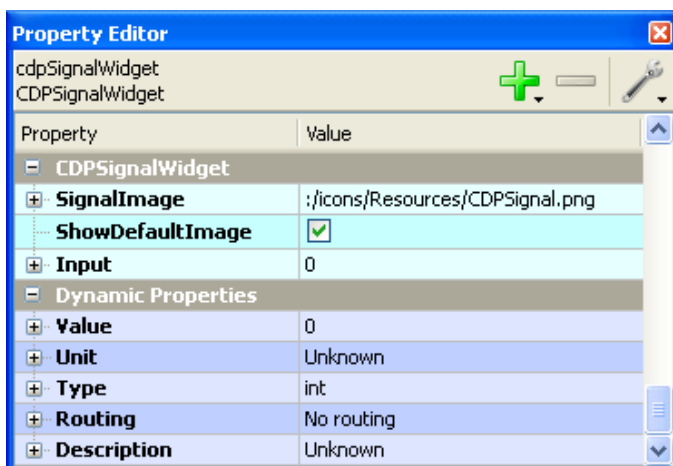 Property Editor
cdpSignalWidget
CDPSignalWidget
Property Value
CDPSignalWidget
SignalImage :/icons/Resources/CDPSignal.png
ShowDefaultImage
Input 0
Dynamic Properties
Value 0
Unit Unknown
Type int
Routing No routing
Description Unknown